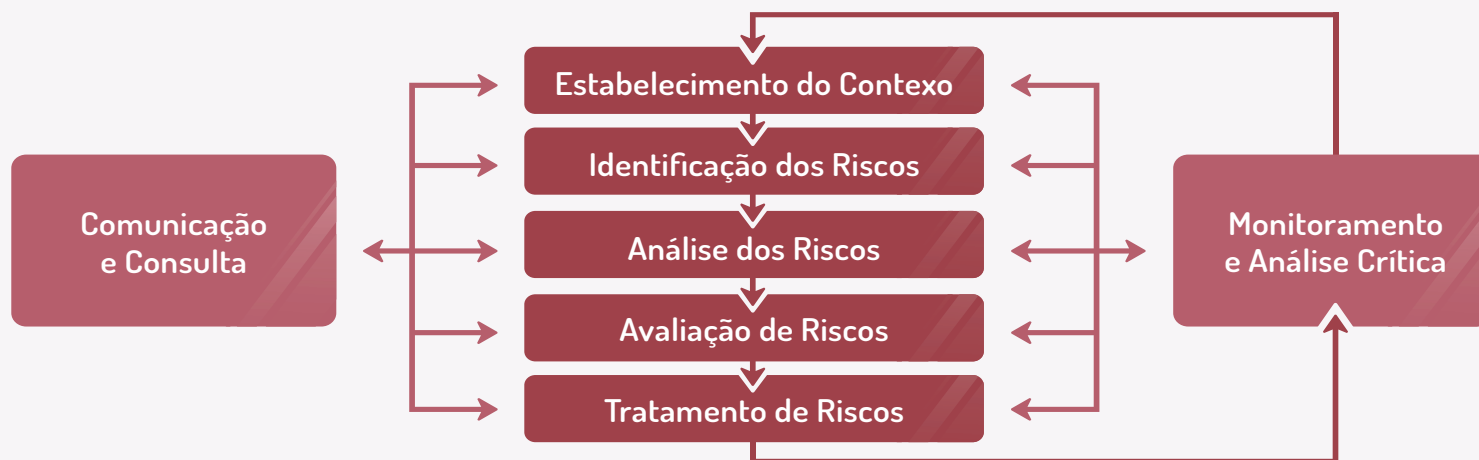 Estabelecimento do Contexo
Identificação dos Riscos
Comunicação
e Consulta
Análise dos Riscos
Monitoramento
e Análise Crítica
Avaliação de Riscos
Tratamento de Riscos